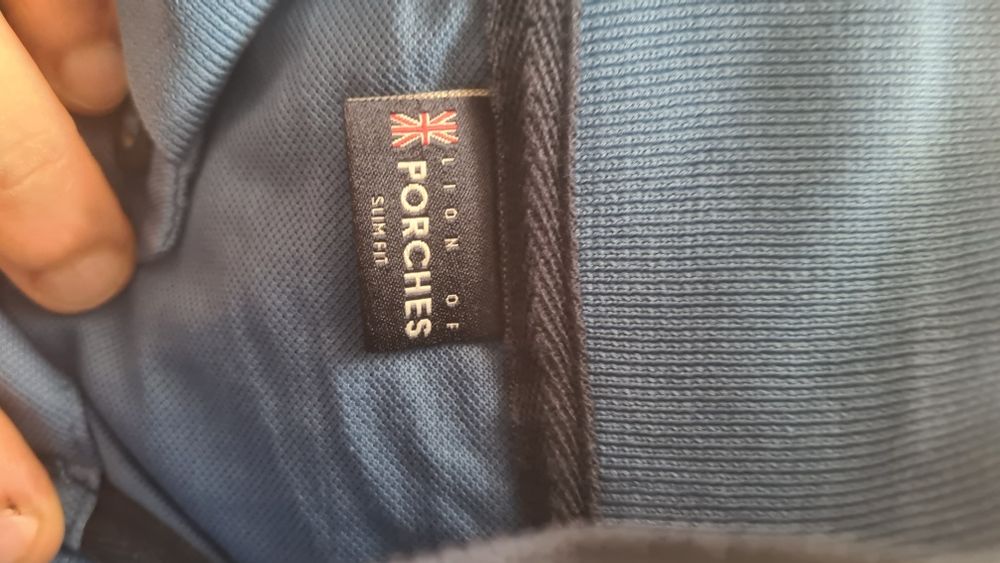 LION OF
PORCHES
SLIM FIT